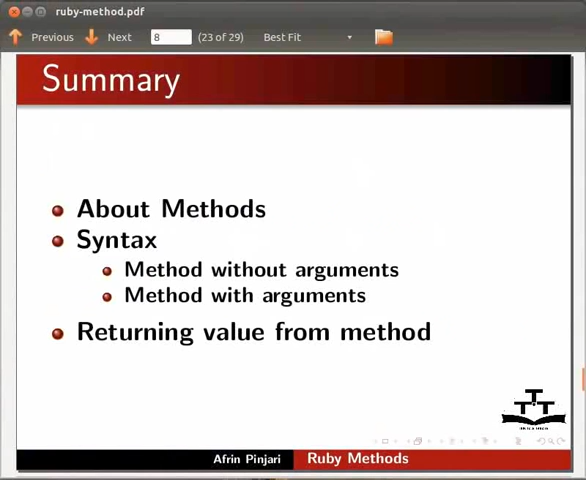 ruby-method.pdf
Previous Next 8 (23 of 29) Best Fit
Summary
About Methods
Syntax
Method without arguments
Method with arguments
Returning value from method
TTT
Afrin Pinjari Ruby Methods